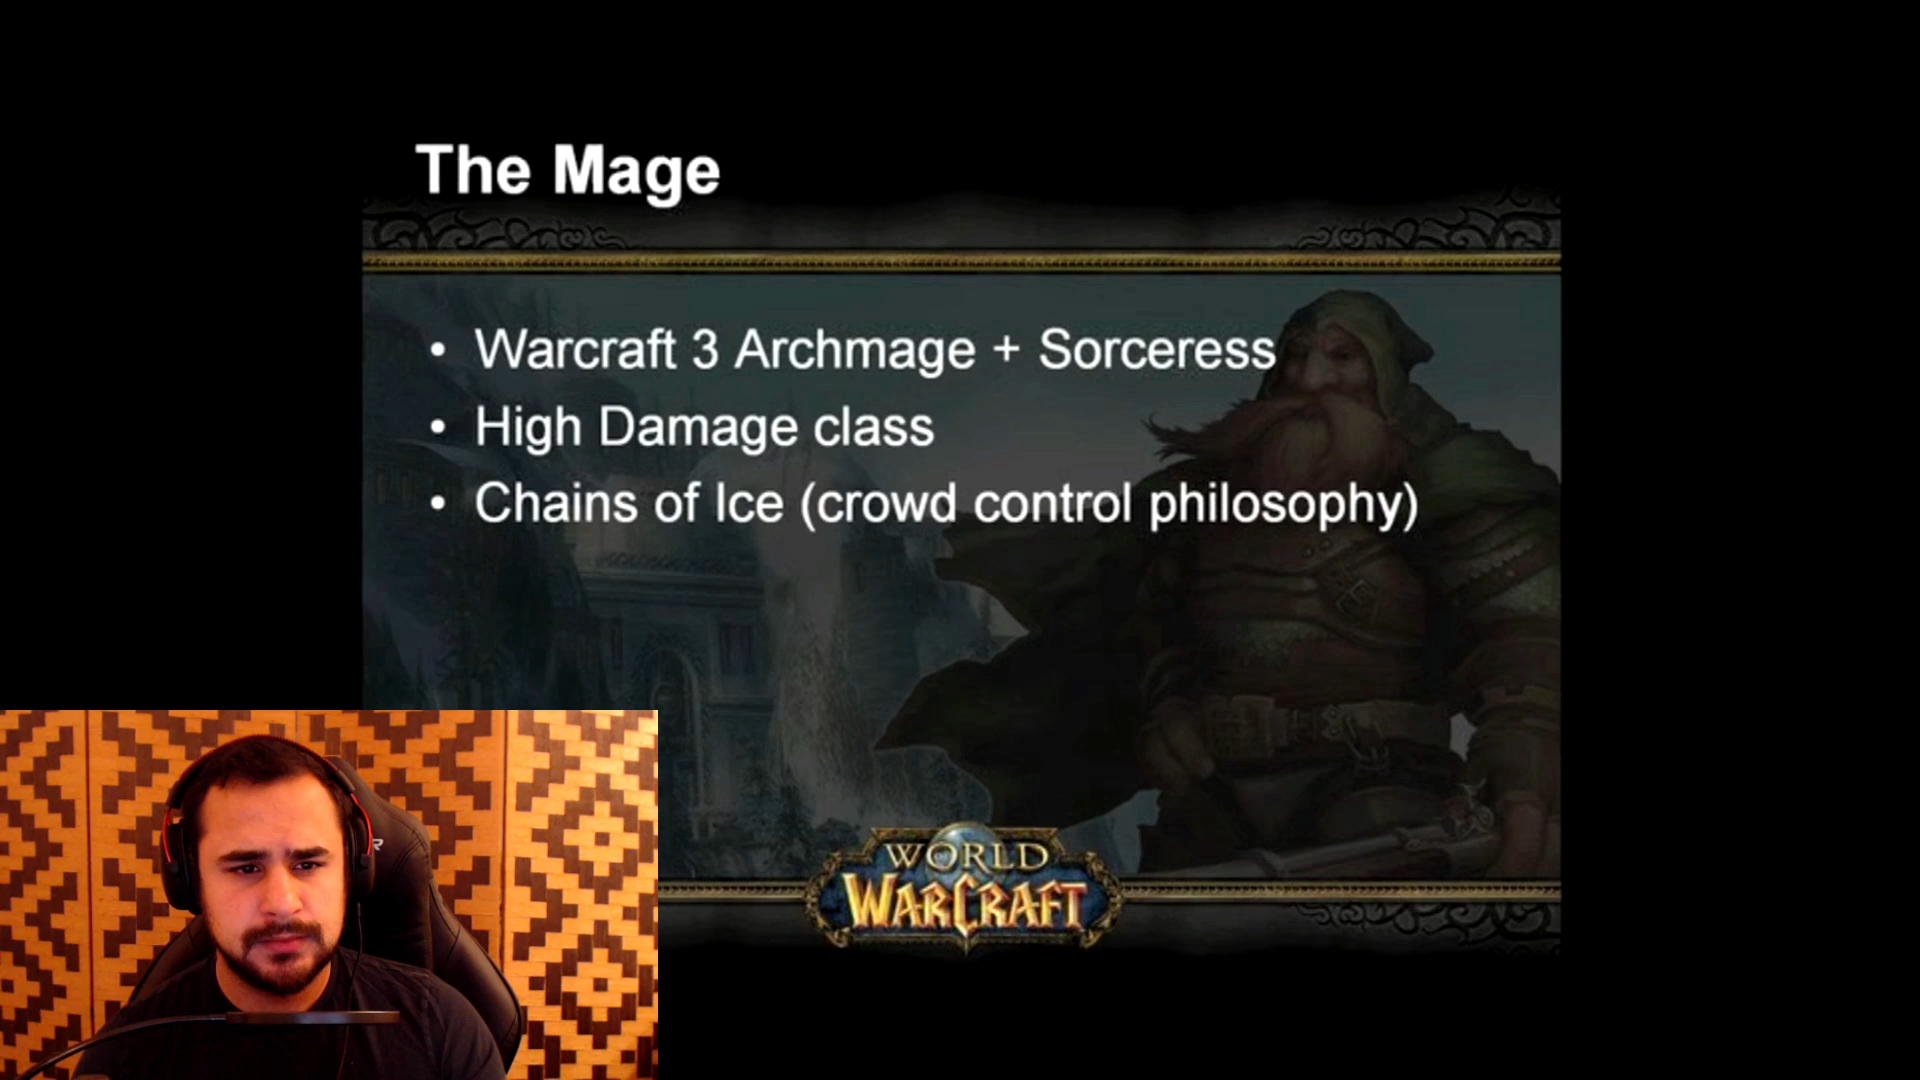 The Mage
• Warcraft 3 Archmage + Sorceress
• High Damage class
• Chains of Ice (crowd control philosophy)
WORLD
WARCRAFT